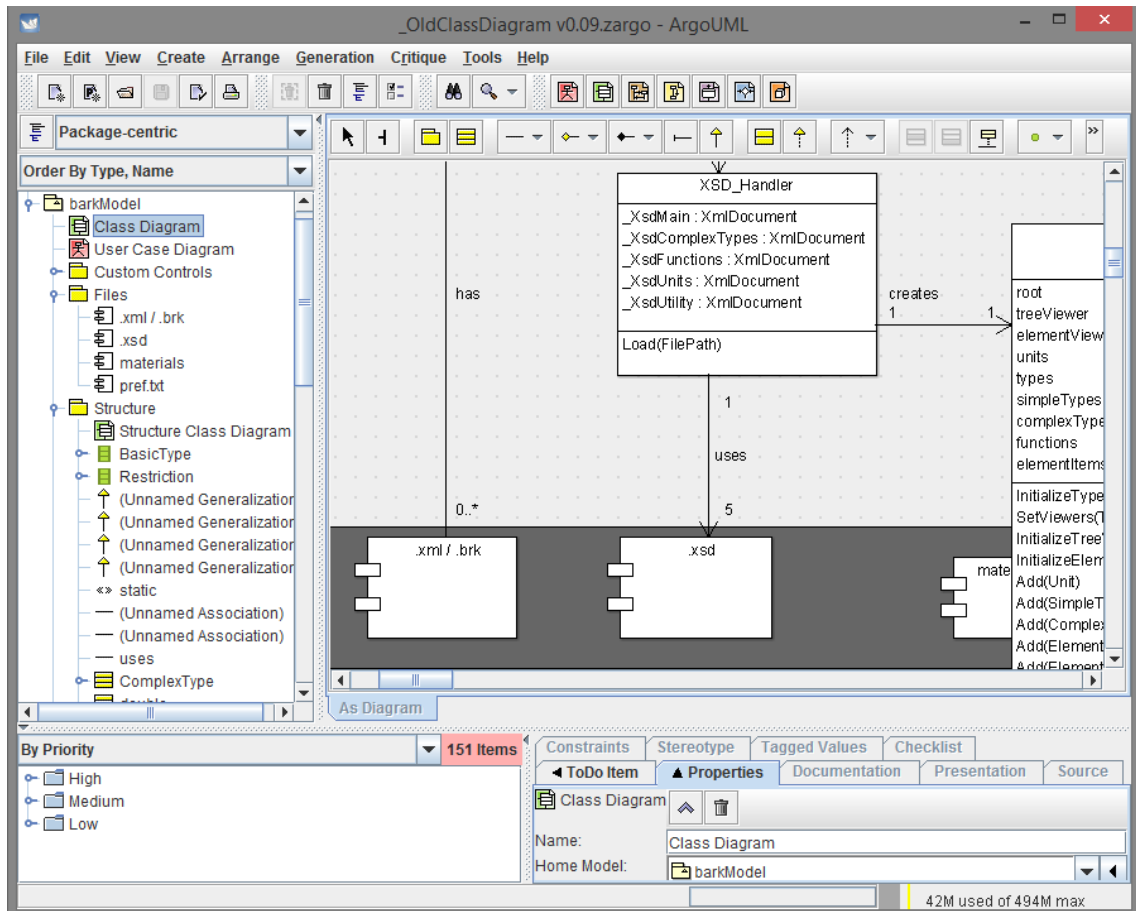 _OldClassDiagram v0.09.zargo - ArgoUML
File Edit View Create Arrange Generation Critique Tools Help
Package-centric
Order By Type, Name
barkModel
Class Diagram
User Case Diagram
Custom Controls
Files
.xml / .brk
.xsd
materials
pref.txt
Structure
Structure Class Diagram
BasicType
Restriction
(Unnamed Generalization
(Unnamed Generalization
(Unnamed Generalization
(Unnamed Generalization
«» static
(Unnamed Association)
(Unnamed Association)
uses
ComplexType
XSD_Handler
_XsdMain : XmlDocument
_XsdComplexTypes : XmlDocument
_XsdFunctions : XmlDocument
_XsdUnits : XmlDocument
_XsdUtility : XmlDocument
Load(FilePath)
has
0..*
creates
1
1
1
uses
5
.xml / .brk
.xsd
mate
root
treeViewer
elementView
units
types
simpleTypes
complexType
functions
elementItems
InitializeType
SetViewers(T
InitializeTree
InitializeElem
Add(Unit)
Add(SimpleT
Add(Complex
Add(Element
Add(Element
As Diagram
By Priority
151 Items
High
Medium
Low
Constraints Stereotype Tagged Values Checklist
ToDo Item Properties Documentation Presentation Source
Class Diagram
Name: Class Diagram
Home Model: barkModel
42M used of 494M max